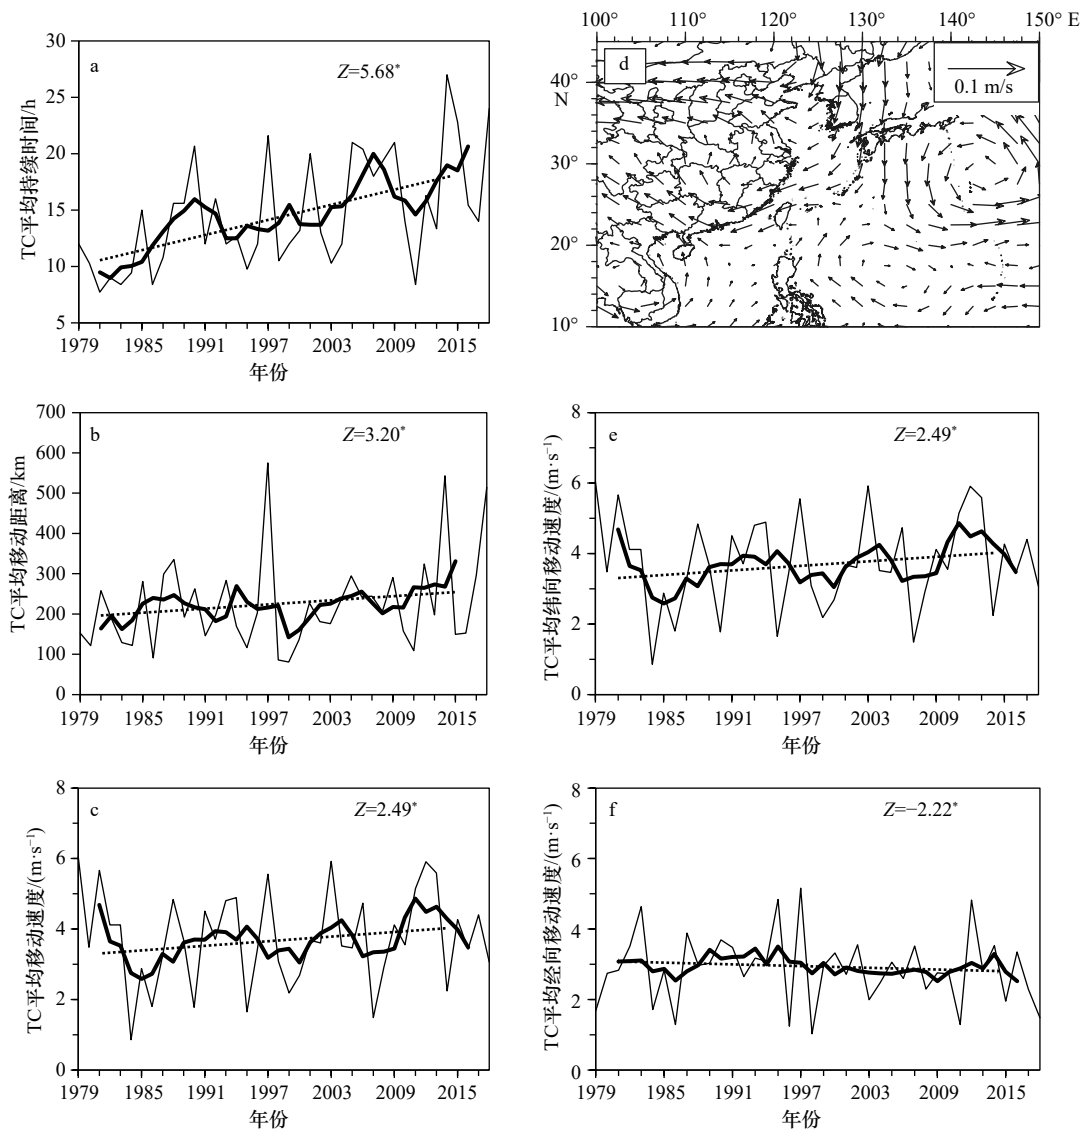 a
Z=5.68*
30
25
20
15
10
5
TC平均持续时间/h
1979 1985 1991 1997 2003 2009 2015
年份
100° 110° 120° 130° 140° 150° E
d
0.1 m/s
40°
N
30°
20°
10°
b
Z=3.20*
700
600
500
400
300
200
100
0
TC平均移动距离/km
1979 1985 1991 1997 2003 2009 2015
年份
e
Z=2.49*
8
6
4
2
0
TC平均纬向移动速度/(m·s⁻¹)
1979 1985 1991 1997 2003 2009 2015
年份
c
Z=2.49*
8
6
4
2
0
TC平均移动速度/(m·s⁻¹)
1979 1985 1991 1997 2003 2009 2015
年份
f
Z=−2.22*
8
6
4
2
0
TC平均经向移动速度/(m·s⁻¹)
1979 1985 1991 1997 2003 2009 2015
年份